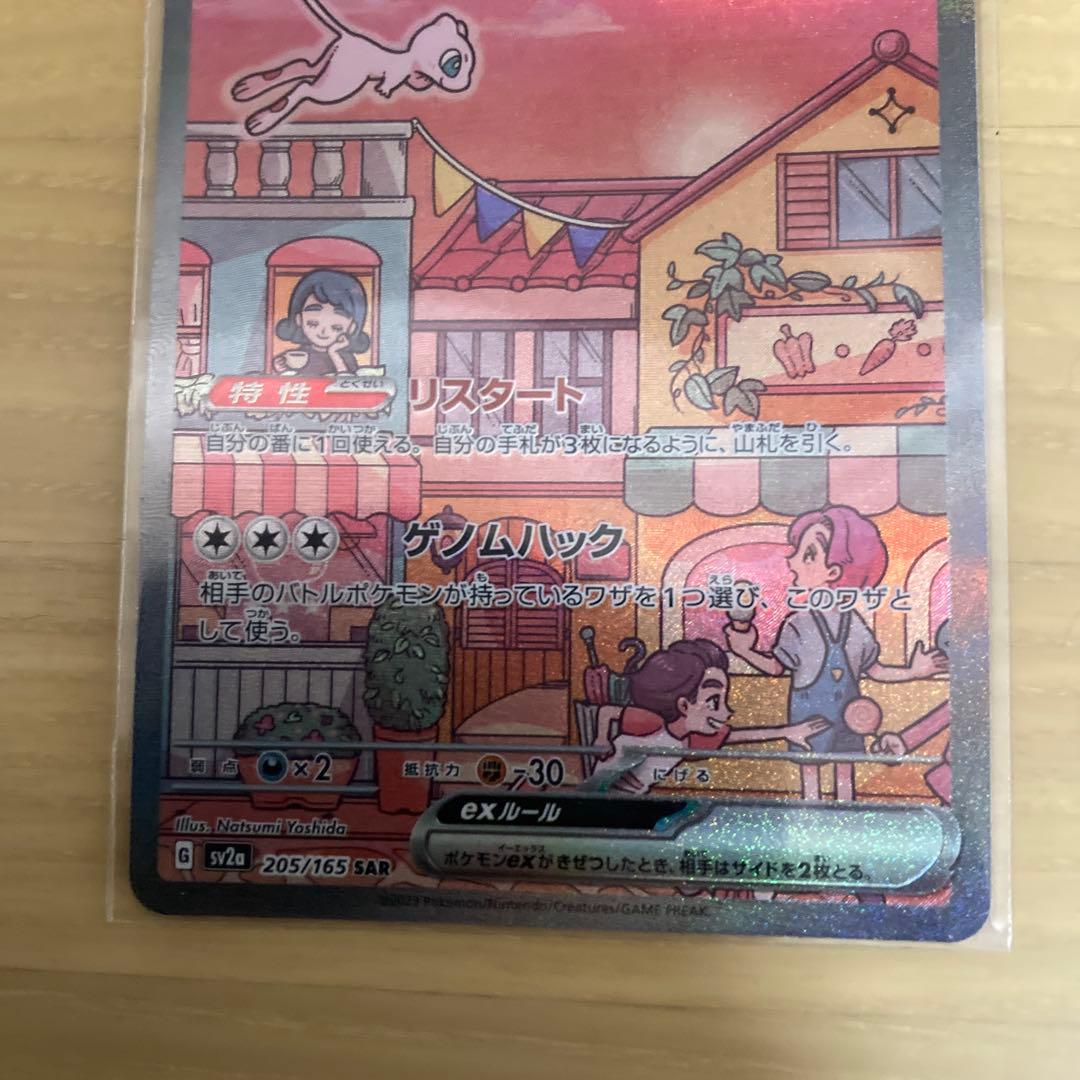 特性 とくせい リスタート
自分の番に1回使える。自分の手札が3枚になるように、山札を引く。
ゲノムハック
相手のバトルポケモンが持っているワザを1つ選び、このワザと
して使う。
弱点 ×2 抵抗力 -30 にげる
exルール
ポケモンexがきぜつしたとき、相手はサイドを2枚とる。
Illus. Natsumi Yoshida
G sv2a 205/165 SAR
©2023 Pokémon/Nintendo/Creatures/GAME FREAK.